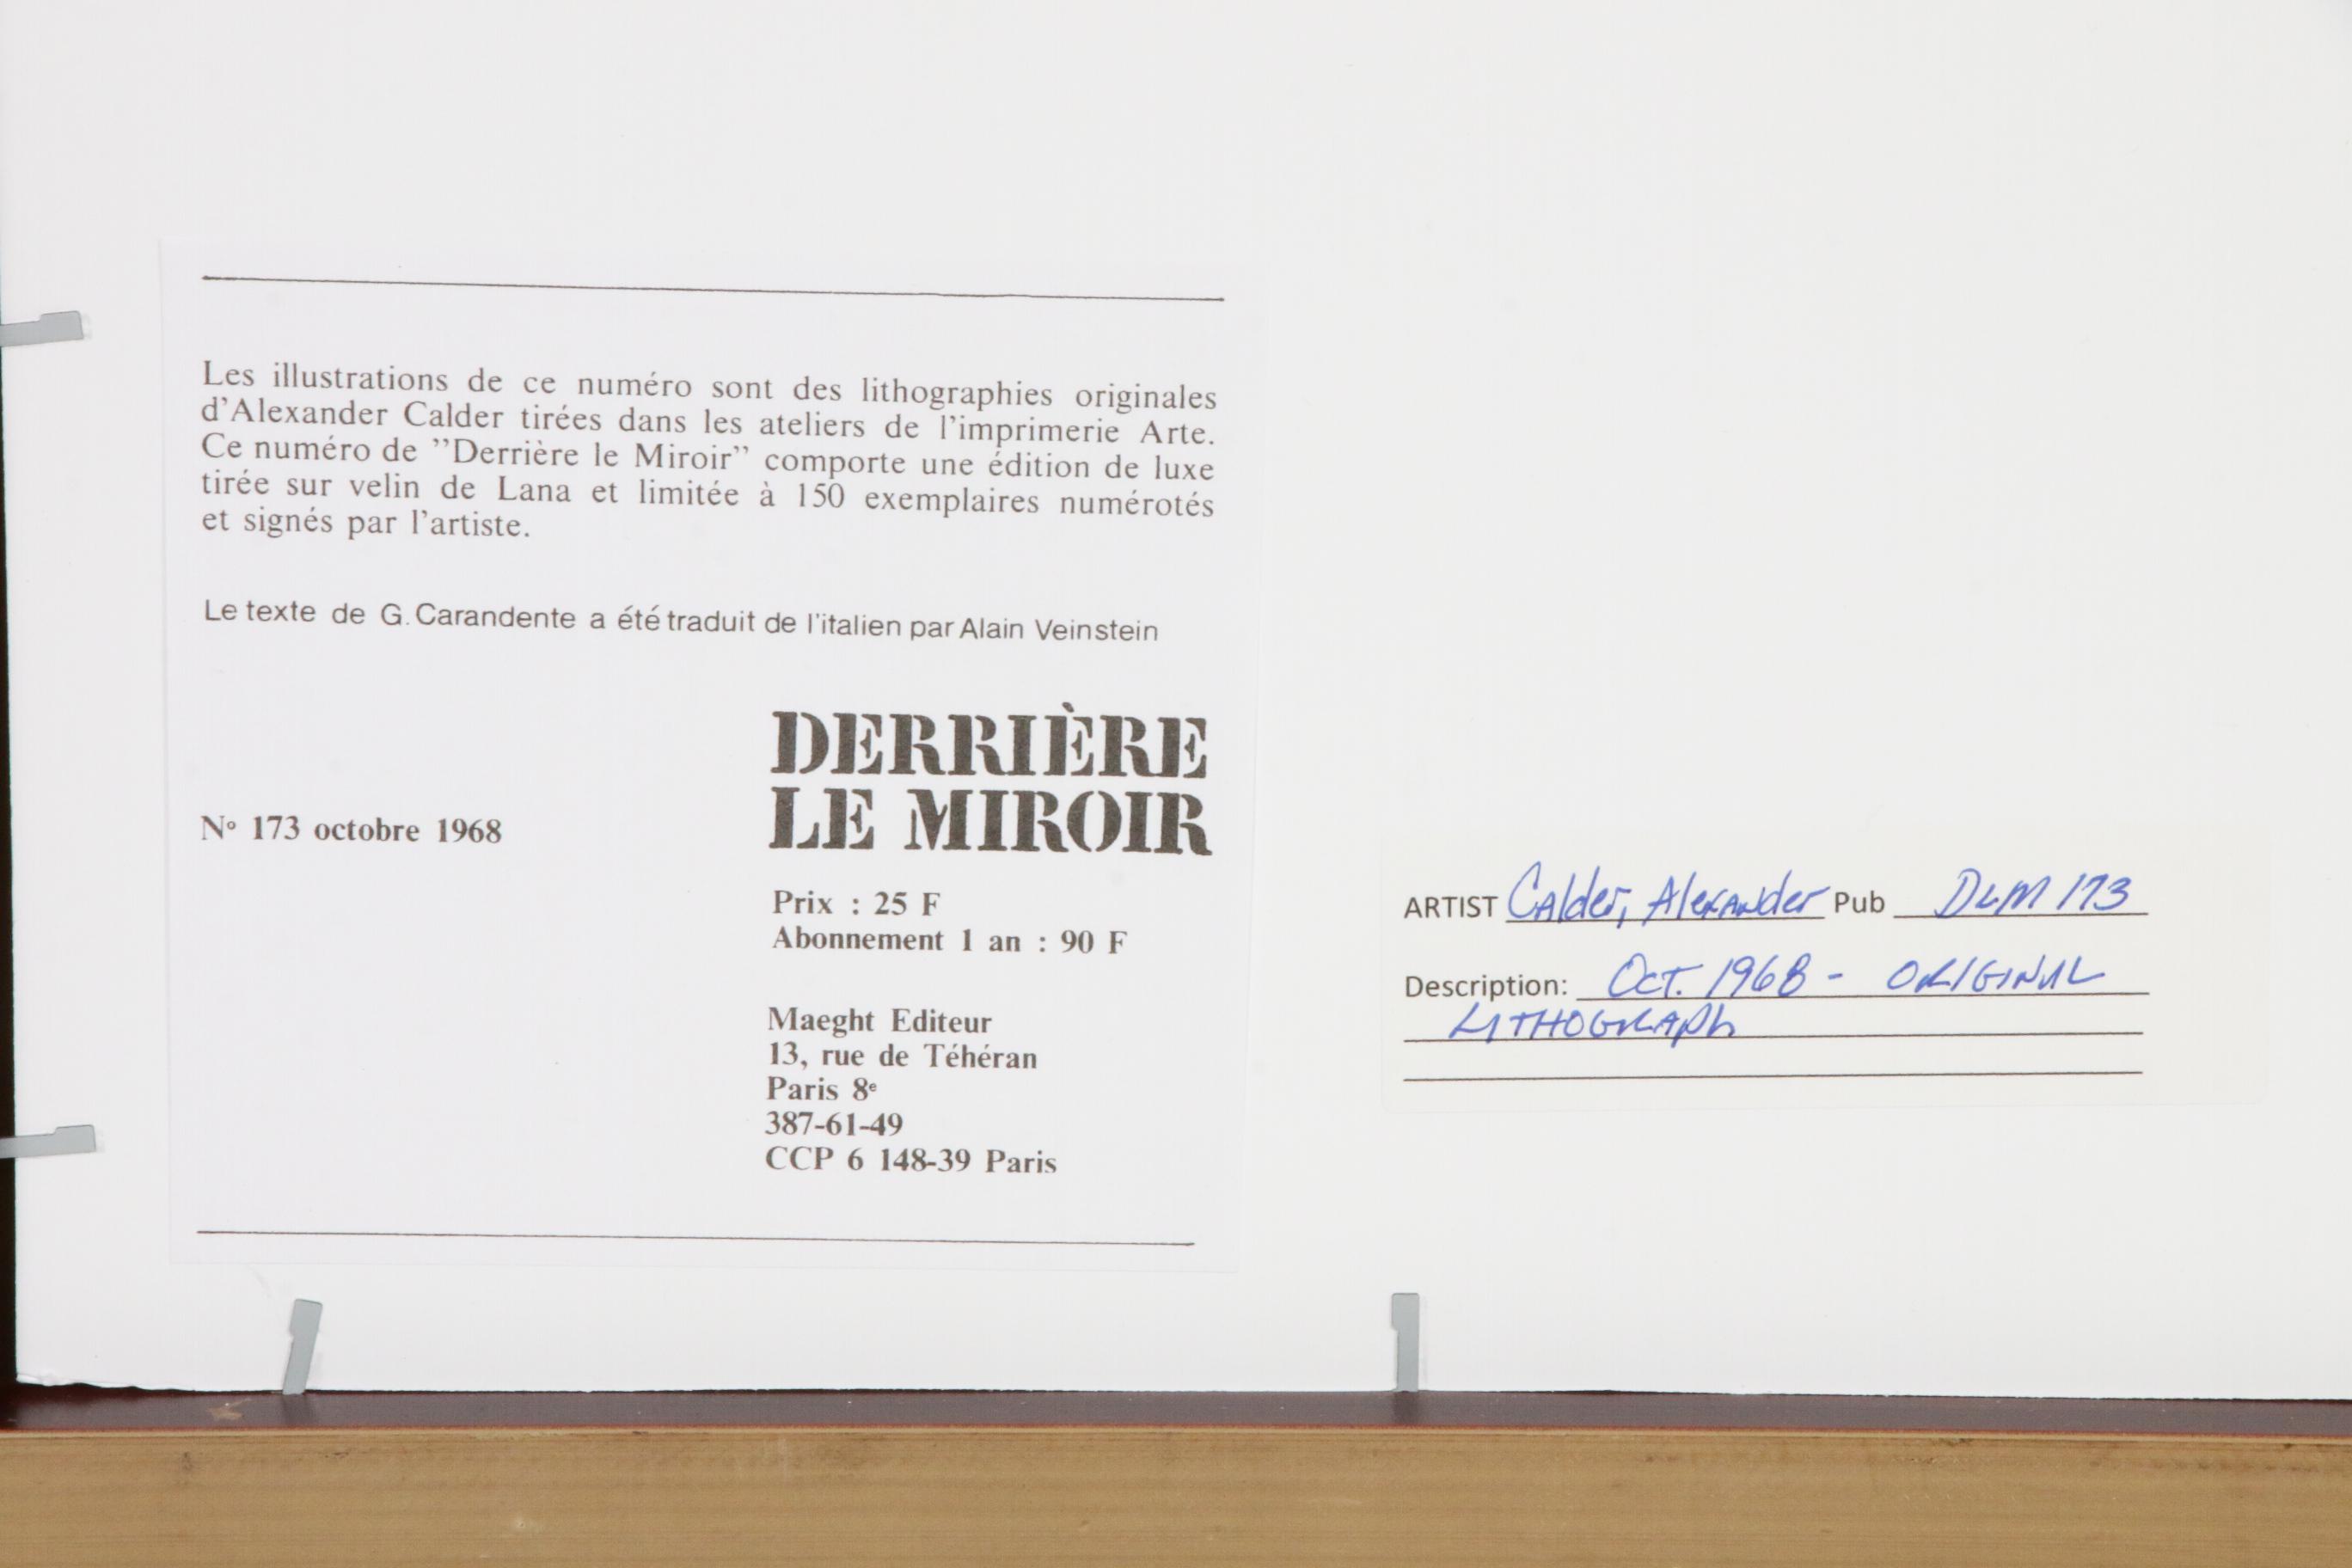 Les illustrations de ce numéro sont des lithographies originales
d'Alexander Calder tirées dans les ateliers de l'imprimerie Arte.
Ce numéro de ”Derrière le Miroir” comporte une édition de luxe
tirée sur velin de Lana et limitée à 150 exemplaires numérotés
et signés par l'artiste.
Le texte de G. Carandente a été traduit de l'italien par Alain Veinstein
DERRIÈRE
LE MIROIR
Nº 173 octobre 1968
Prix : 25 F
Abonnement 1 an : 90 F
Maeght Editeur
13, rue de Téhéran
Paris 8e
387-61-49
CCP 6 148-39 Paris
ARTIST Calder, Alexander Pub DLM 173
Description: Oct. 1968 - ORIGINAL
LITHOGRAPh